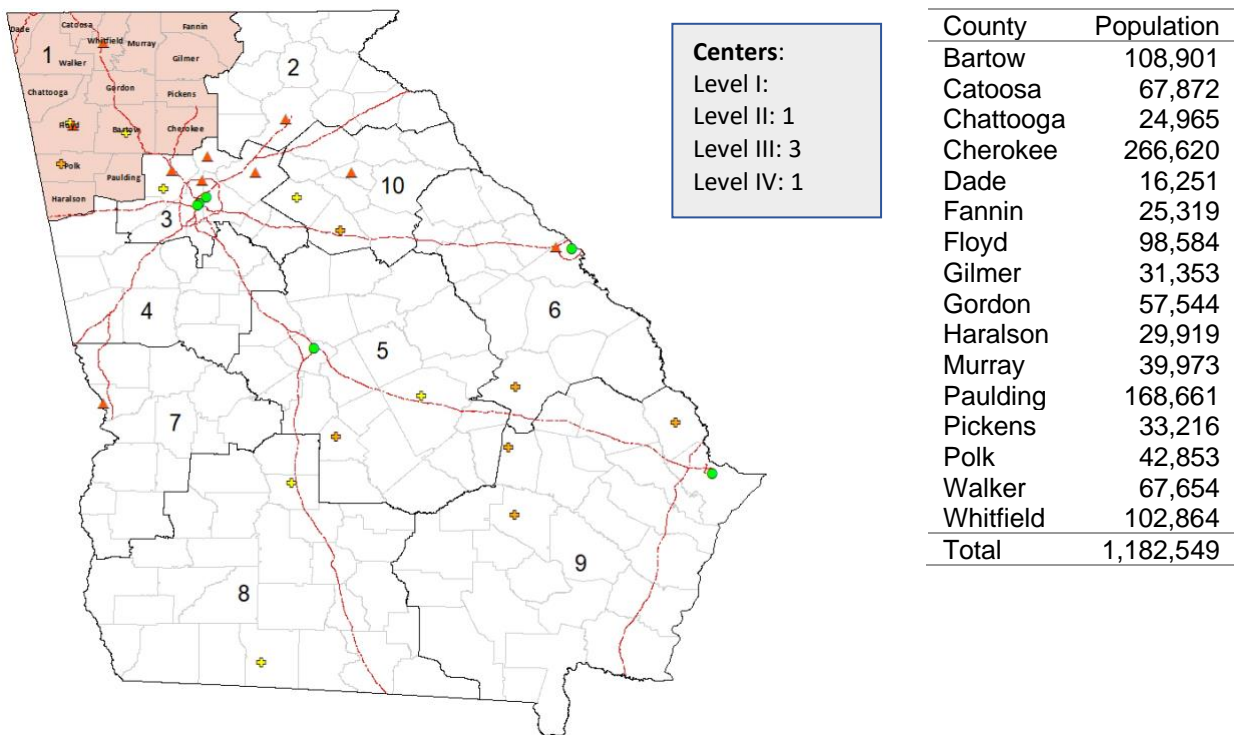 Dade
Catoosa
Fannin
Whitfield
Murray
1
Walker
Gilmer
2
Chattooga
Gordon
Pickens
Floyd
Bartow
Cherokee
Polk
Paulding
Haralson
3
10
4
5
6
7
8
9
Centers:
Level I:
Level II: 1
Level III: 3
Level IV: 1
County Population
Bartow 108,901
Catoosa 67,872
Chattooga 24,965
Cherokee 266,620
Dade 16,251
Fannin 25,319
Floyd 98,584
Gilmer 31,353
Gordon 57,544
Haralson 29,919
Murray 39,973
Paulding 168,661
Pickens 33,216
Polk 42,853
Walker 67,654
Whitfield 102,864
Total 1,182,549